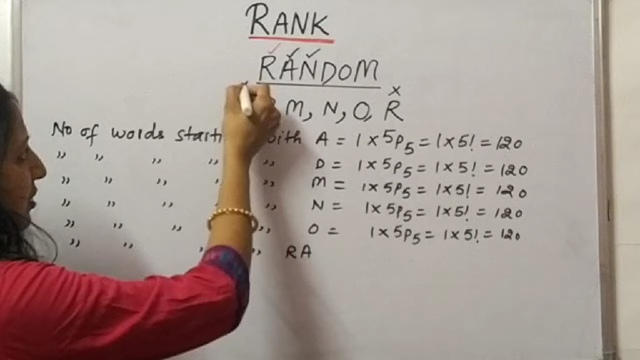 RANK
RANDOM
M, N, O, R
No of words starti with A = 1 x 5P5 = 1 x 5! = 120
" " " " " D = 1 x 5P5 = 1 x 5! = 120
" " " " " M = 1 x 5P5 = 1 x 5! = 120
" " " " " N = 1 x 5P5 = 1 x 5! = 120
" " " " O = 1 x 5P5 = 1 x 5! = 120
" " " " RA